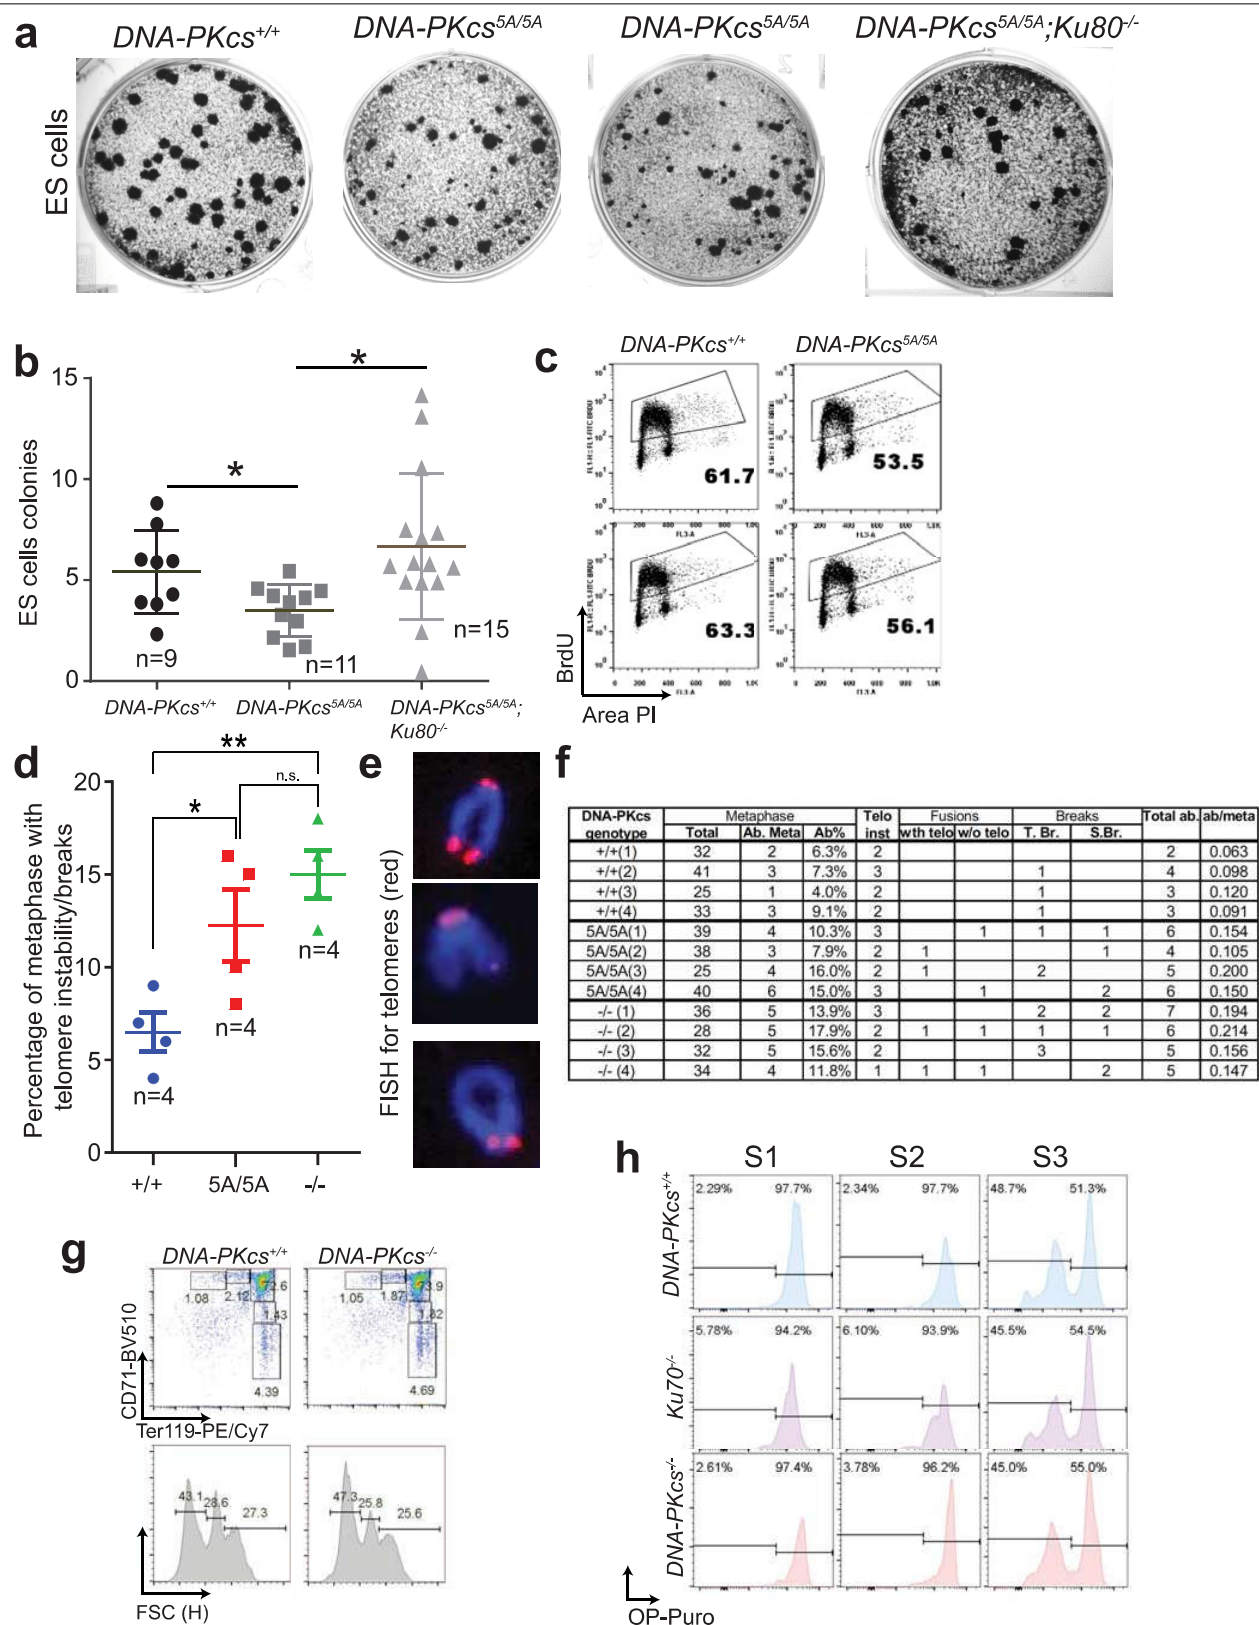 a
DNA-PKcs+/+ DNA-PKcs5A/5A DNA-PKcs5A/5A DNA-PKcs5A/5A;Ku80-/-
ES cells
b
ES cells colonies
15
10
5
0
*
*
n=9
n=11
n=15
DNA-PKcs+/+ DNA-PKcs5A/5A DNA-PKcs5A/5A;
Ku80-/-
c
DNA-PKcs+/+ DNA-PKcs5A/5A
61.7
53.5
63.3
56.1
BrdU
Area PI
d
Percentage of metaphase with
telomere instability/breaks
20
15
10
5
0
**
*
n.s.
n=4
n=4
n=4
+/+ 5A/5A -/-
e
FISH for telomeres (red)
f
DNA-PKcs Metaphase Telo Fusions Breaks Total ab. ab/meta
genotype Total Ab. Meta Ab% inst wth telo w/o telo T. Br. S.Br.
+/+(1) 32 2 6.3% 2 2 0.063
+/+(2) 41 3 7.3% 3 1 4 0.098
+/+(3) 25 1 4.0% 2 1 3 0.120
+/+(4) 33 3 9.1% 2 1 3 0.091
5A/5A(1) 39 4 10.3% 3 1 1 1 6 0.154
5A/5A(2) 38 3 7.9% 2 1 1 4 0.105
5A/5A(3) 25 4 16.0% 2 1 2 5 0.200
5A/5A(4) 40 6 15.0% 3 1 2 6 0.150
-/- (1) 36 5 13.9% 3 2 2 7 0.194
-/- (2) 28 5 17.9% 2 1 1 1 1 6 0.214
-/- (3) 32 5 15.6% 2 3 5 0.156
-/- (4) 34 4 11.8% 1 1 1 2 5 0.147
g
DNA-PKcs+/+ DNA-PKcs-/-
CD71-BV510
1.08 2.12
1.43
4.39
1.05 1.87
4.69
Ter119-PE/Cy7
43.1 28.6 27.3
47.3 25.8 25.6
FSC (H)
h
S1 S2 S3
DNA-PKcs+/+
2.29% 97.7% 2.34% 97.7% 48.7% 51.3%
Ku70-/-
5.78% 94.2% 6.10% 93.9% 45.5% 54.5%
DNA-PKcs-/-
2.61% 97.4% 3.78% 96.2% 45.0% 55.0%
OP-Puro